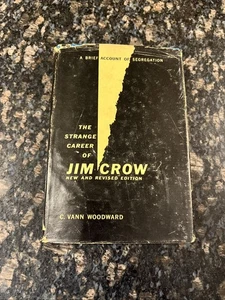 A BRIEF ACCOUNT OF SEGREGATION
THE
STRANGE
CAREER
OF
JIM CROW
NEW AND REVISED EDITION
C. VANN WOODWARD